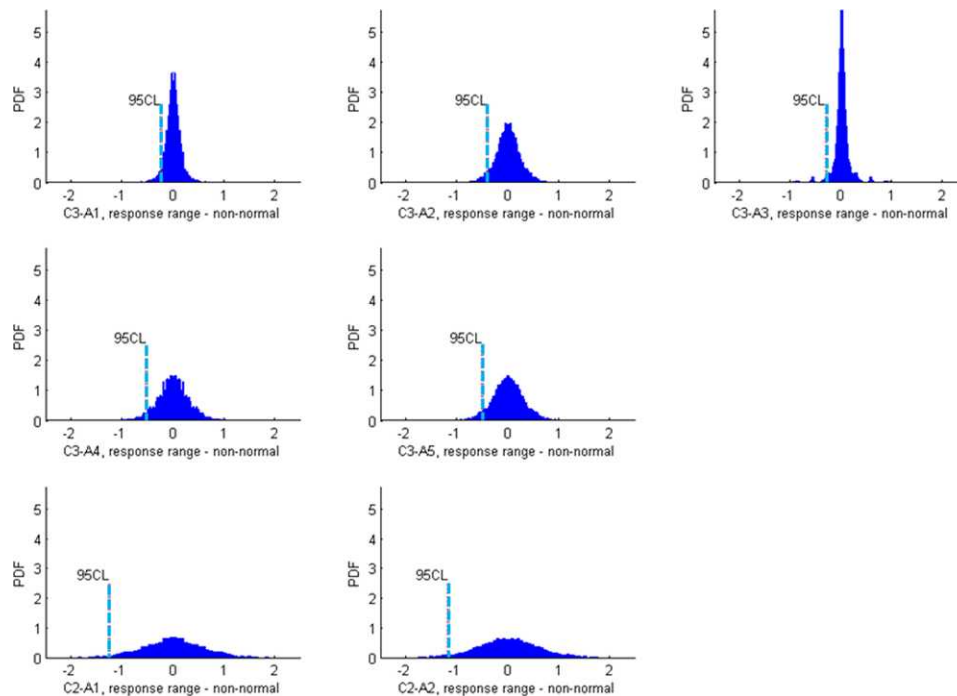 5
4
3
2
1
0
PDF
95CL
-2 -1 0 1 2
C3-A1, response range - non-normal
5
4
3
2
1
0
PDF
95CL
-2 -1 0 1 2
C3-A2, response range - non-normal
5
4
3
2
1
0
PDF
95CL
-2 -1 0 1 2
C3-A3, response range - non-normal
5
4
3
2
1
0
PDF
95CL
-2 -1 0 1 2
C3-A4, response range - non-normal
5
4
3
2
1
0
PDF
95CL
-2 -1 0 1 2
C3-A5, response range - non-normal
5
4
3
2
1
0
PDF
95CL
-2 -1 0 1 2
C2-A1, response range - non-normal
5
4
3
2
1
0
PDF
95CL
-2 -1 0 1 2
C2-A2, response range - non-normal